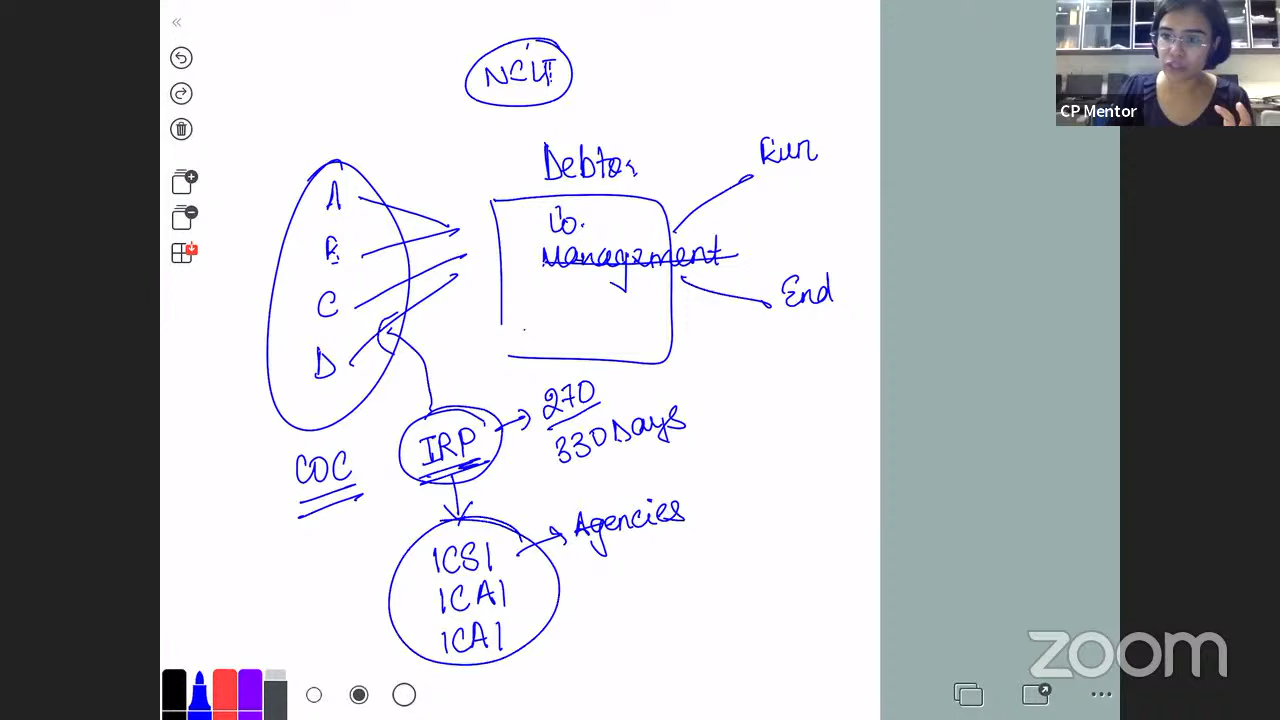 NCLT
CP Mentor
Debtor
Run
A
Co.
B
Management
End
C
D
270
330 Days
IRP
COC
Agencies
ICSI
ICAI
ICAI
zoom